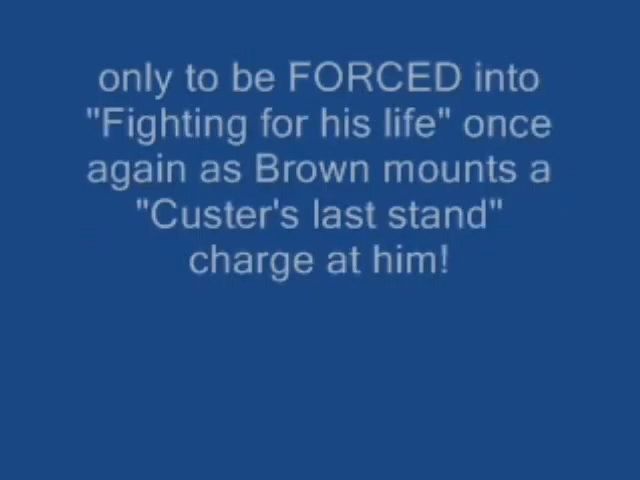 only to be FORCED into
"Fighting for his life" once
again as Brown mounts a
"Custer's last stand"
charge at him!